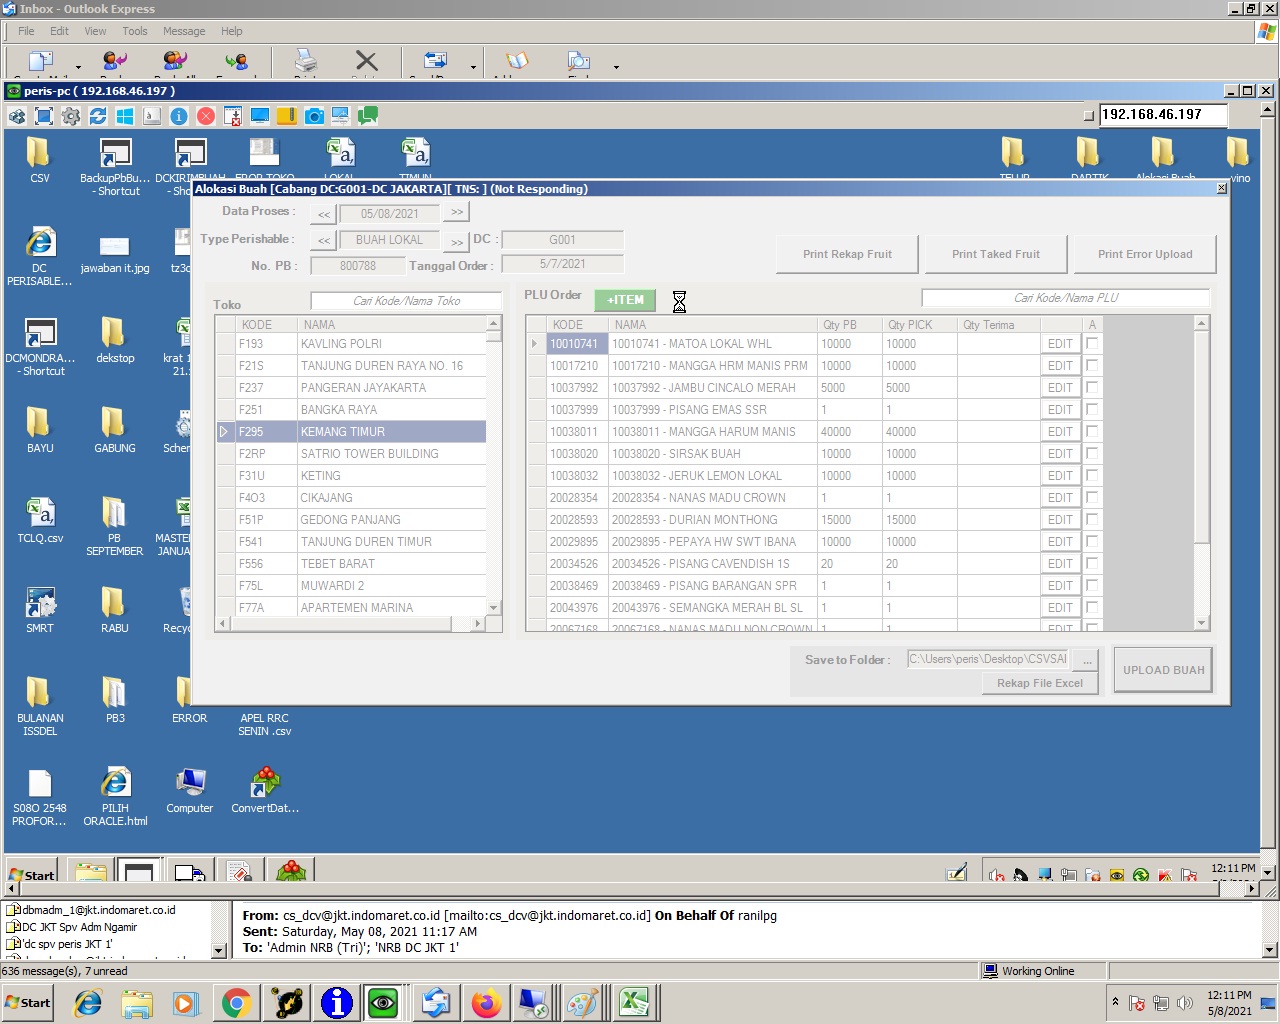 Inbox - Outlook Express
File Edit View Tools Message Help
peris-pc ( 192.168.46.197 )
192.168.46.197
CSV
BackupPbBu... - Shortcut
DCKIRIMBUAH - Shortcut
EROP TOKO
LOKAL
TIMUN
TELUR
DARTIK
Alokasi Buah
vino
Alokasi Buah [Cabang DC:G001-DC JAKARTA][ TNS: ] (Not Responding)
Data Proses : << 05/08/2021 >>
Type Perishable : << BUAH LOKAL >> DC : G001
No. PB : 800788 Tanggal Order : 5/7/2021
Print Rekap Fruit Print Taked Fruit Print Error Upload
Toko Cari Kode/Nama Toko
PLU Order +ITEM Cari Kode/Nama PLU
KODE NAMA
F193 KAVLING POLRI
F21S TANJUNG DUREN RAYA NO. 16
F237 PANGERAN JAYAKARTA
F251 BANGKA RAYA
F295 KEMANG TIMUR
F2RP SATRIO TOWER BUILDING
F31U KETING
F4O3 CIKAJANG
F51P GEDONG PANJANG
F541 TANJUNG DUREN TIMUR
F556 TEBET BARAT
F75L MUWARDI 2
F77A APARTEMEN MARINA
KODE NAMA Qty PB Qty PICK Qty Terima A
10010741 10010741 - MATOA LOKAL WHL 10000 10000 EDIT
10017210 10017210 - MANGGA HRM MANIS PRM 10000 10000 EDIT
10037992 10037992 - JAMBU CINCALO MERAH 5000 5000 EDIT
10037999 10037999 - PISANG EMAS SSR 1 1 EDIT
10038011 10038011 - MANGGA HARUM MANIS 40000 40000 EDIT
10038020 10038020 - SIRSAK BUAH 10000 10000 EDIT
10038032 10038032 - JERUK LEMON LOKAL 10000 10000 EDIT
20028354 20028354 - NANAS MADU CROWN 1 1 EDIT
20028593 20028593 - DURIAN MONTHONG 15000 15000 EDIT
20029895 20029895 - PEPAYA HW SWT IBANA 10000 10000 EDIT
20034526 20034526 - PISANG CAVENDISH 1S 20 20 EDIT
20038469 20038469 - PISANG BARANGAN SPR 1 1 EDIT
20043976 20043976 - SEMANGKA MERAH BL SL 1 1 EDIT
20067168 20067168 - NANAS MADU NON CROWN 1 1 EDIT
Save to Folder : C:\Users\peris\Desktop\CSVSAI ...
Rekap File Excel
UPLOAD BUAH
DC PERISABLE...
jawaban it.jpg
tz3c
DCMONDRA... - Shortcut
dekstop
krat 1 21.
BAYU
GABUNG
Schem
TCLQ.csv
PB SEPTEMBER
MASTER JANUA
SMRT
RABU
Recyc
BULANAN ISSDEL
PB3
ERROR
APEL RRC SENIN .csv
S08O 2548 PROFOR...
PILIH ORACLE.html
Computer
ConvertDat...
Start
12:11 PM
dbmadm_1@jkt.indomaret.co.id
DC JKT Spv Adm Ngamir
'dc spv peris JKT 1'
From: cs_dcv@jkt.indomaret.co.id [mailto:cs_dcv@jkt.indomaret.co.id] On Behalf Of ranilpg
Sent: Saturday, May 08, 2021 11:17 AM
To: 'Admin NRB (Tri)'; 'NRB DC JKT 1'
636 message(s), 7 unread
Working Online
Start
12:11 PM
5/8/2021